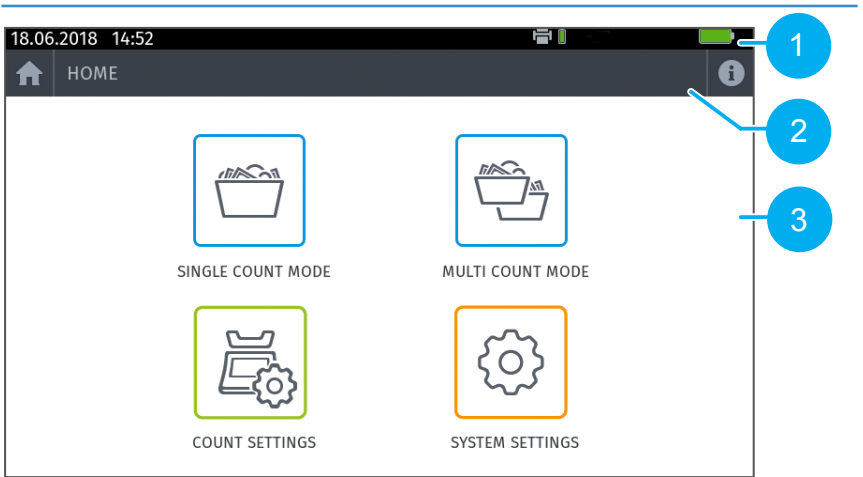 18.06.2018 14:52
1
HOME
2
3
SINGLE COUNT MODE
MULTI COUNT MODE
COUNT SETTINGS
SYSTEM SETTINGS